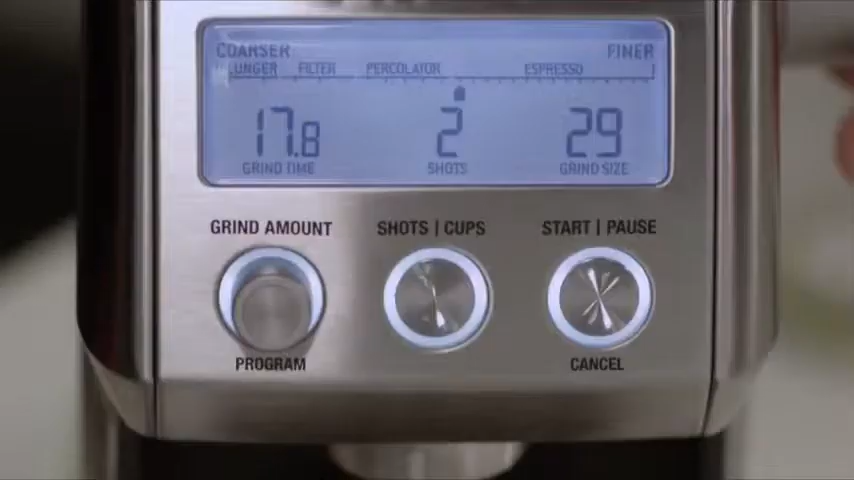 COARSER FINER
PLUNGER FILTER PERCOLATOR ESPRESSO
17.8 2 29
GRIND TIME SHOTS GRIND SIZE
GRIND AMOUNT SHOTS | CUPS START | PAUSE
PROGRAM CANCEL